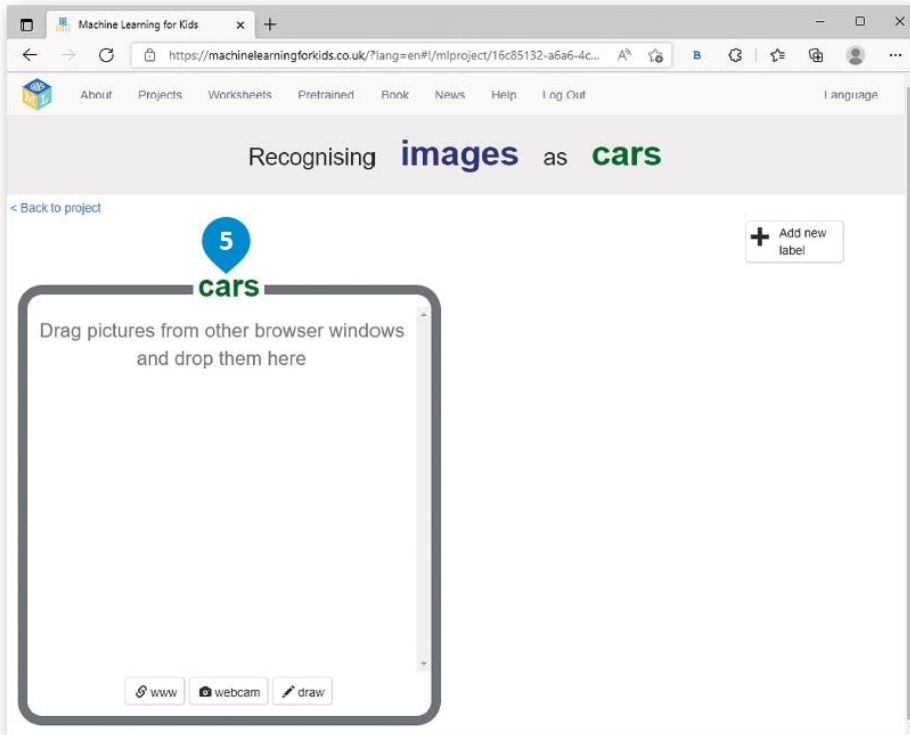 Machine Learning for Kids
https://machinelearningforkids.co.uk/?lang=en#!/mlproject/16c85132-a6a6-4c...
About Projects Worksheets Pretrained Book News Help Log Out Language
Recognising images as cars
< Back to project
Add new
label
5
cars
Drag pictures from other browser windows
and drop them here
www webcam draw